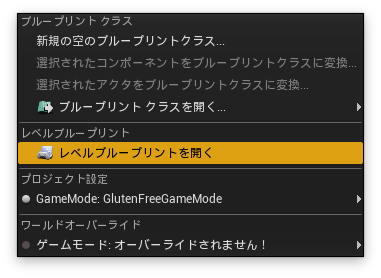 ブループリント クラス
新規の空のブループリントクラス...
選択されたコンポーネントをブループリントクラスに変換...
選択されたアクタをブループリントクラスに変換...
ブループリント クラスを開く...
レベルブループリント
レベルブループリントを開く
プロジェクト設定
GameMode: GlutenFreeGameMode
ワールドオーバーライド
ゲームモード: オーバーライドされません！